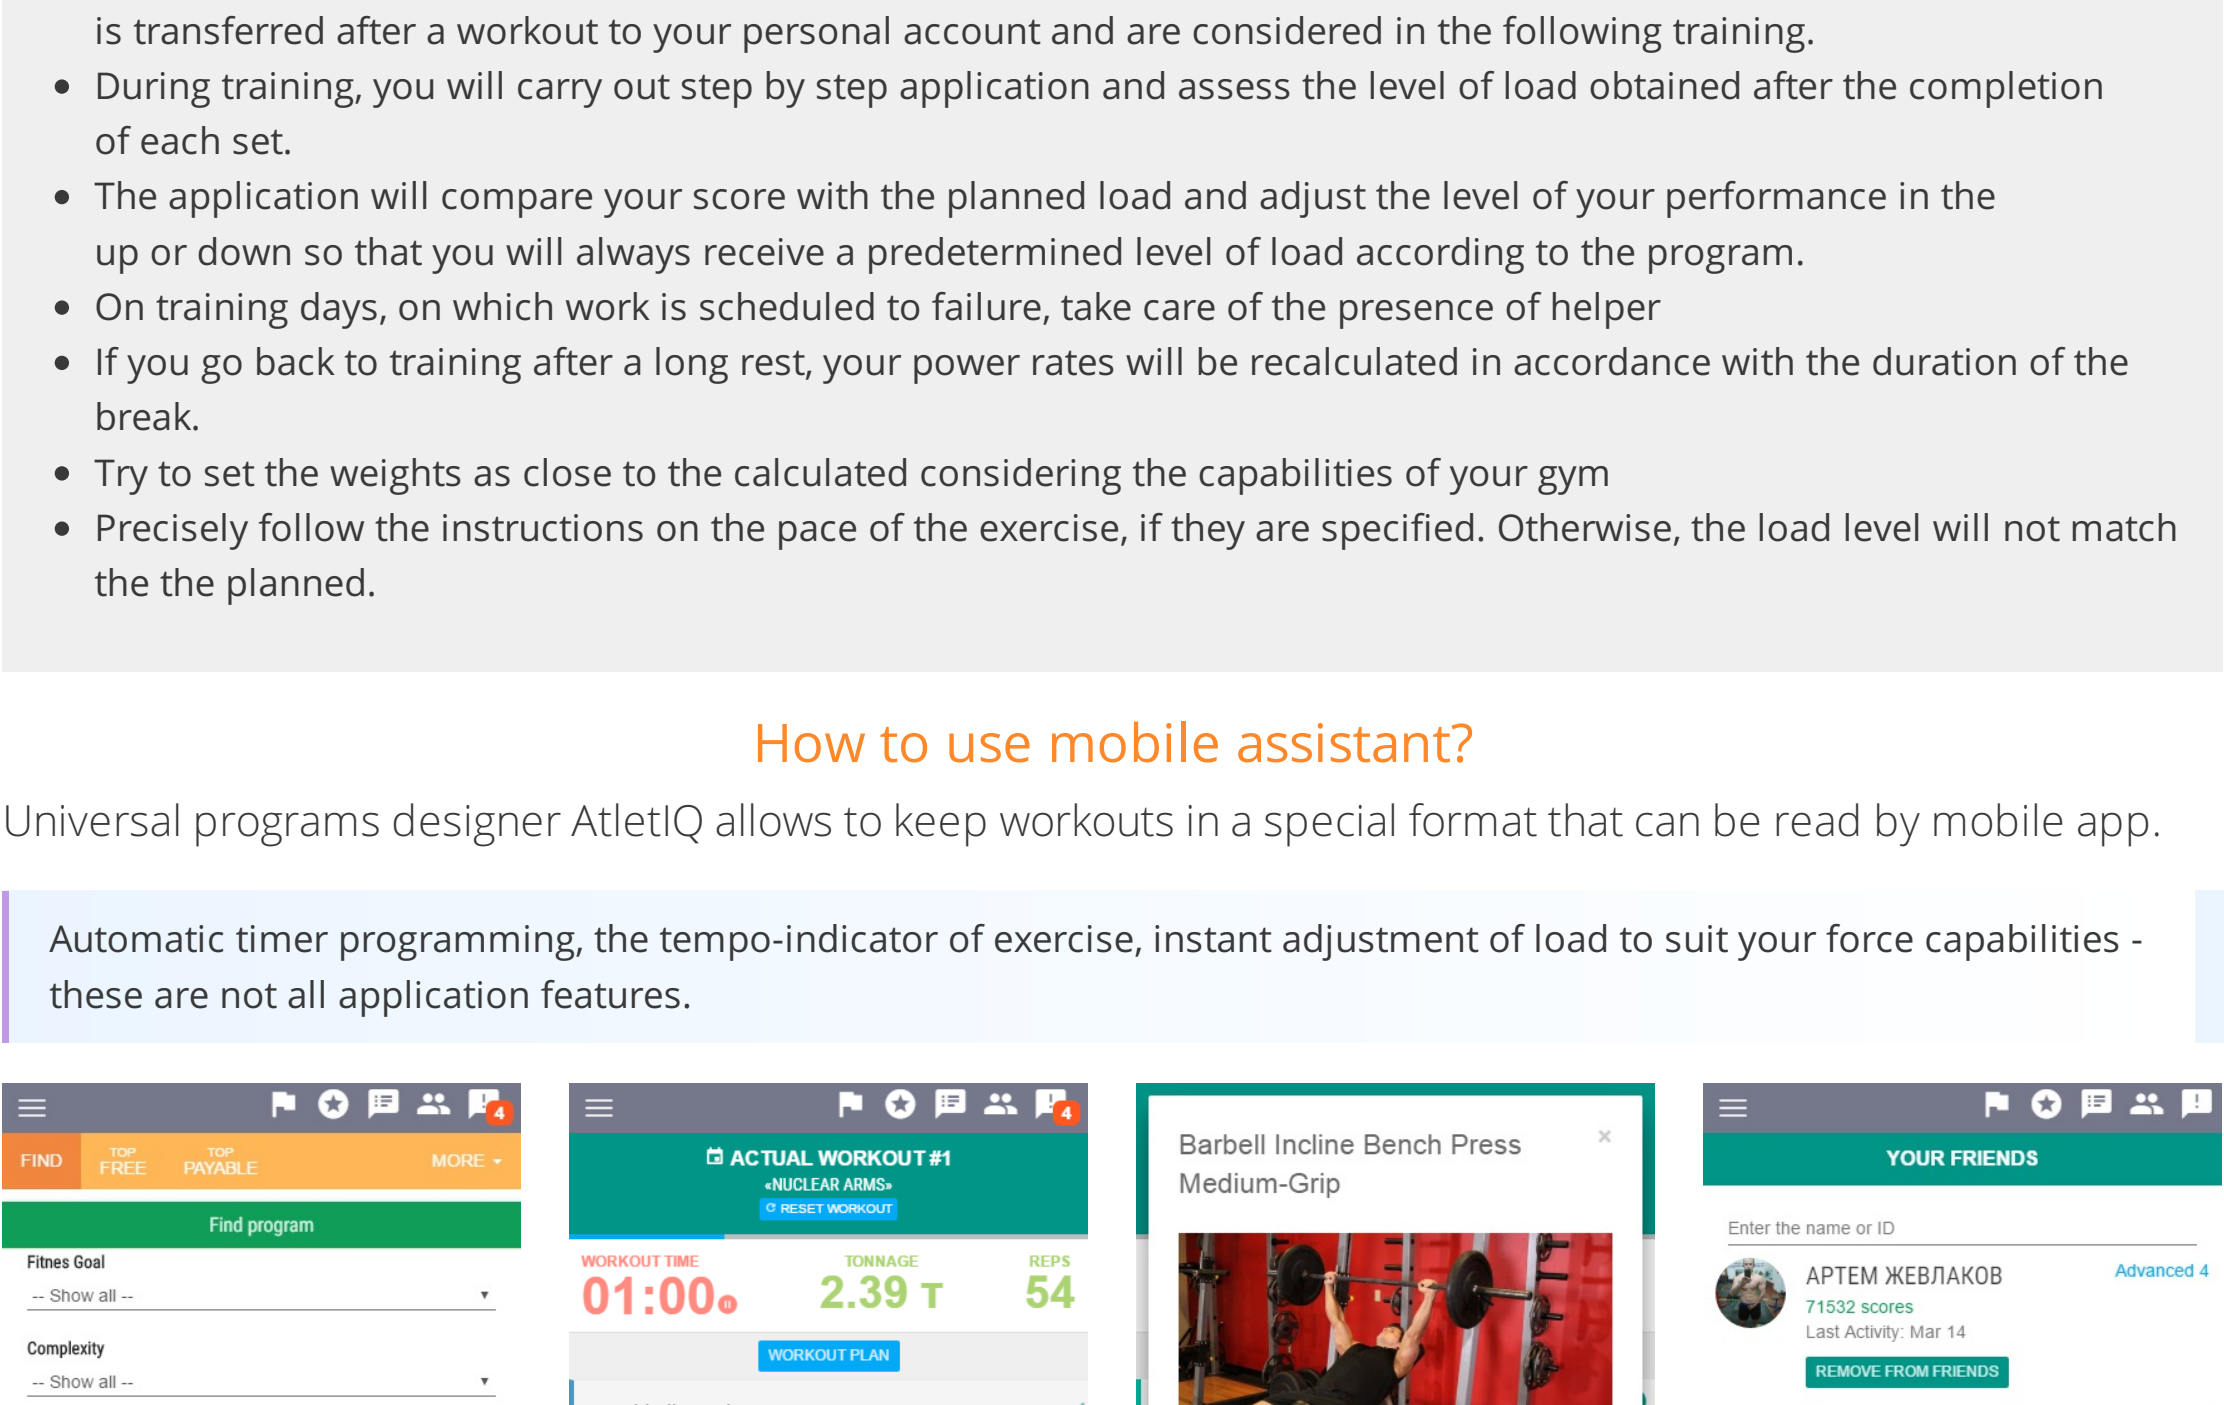 is transferred after a workout to your personal account and are considered in the following training.
During training, you will carry out step by step application and assess the level of load obtained after the completion
of each set.
The application will compare your score with the planned load and adjust the level of your performance in the
up or down so that you will always receive a predetermined level of load according to the program.
On training days, on which work is scheduled to failure, take care of the presence of helper
If you go back to training after a long rest, your power rates will be recalculated in accordance with the duration of the
break.
Try to set the weights as close to the calculated considering the capabilities of your gym
Precisely follow the instructions on the pace of the exercise, if they are specified. Otherwise, the load level will not match
the the planned.
How to use mobile assistant?
Universal programs designer AtletIQ allows to keep workouts in a special format that can be read by mobile app.
Automatic timer programming, the tempo-indicator of exercise, instant adjustment of load to suit your force capabilities -
these are not all application features.
4
FIND
TOP
FREE
TOP
PAYABLE
MORE
Find program
Fitnes Goal
-- Show all --
Complexity
-- Show all --
4
ACTUAL WORKOUT #1
«NUCLEAR ARMS»
RESET WORKOUT
WORKOUT TIME
01:00
TONNAGE
2.39 T
REPS
54
WORKOUT PLAN
Barbell Incline Bench Press
Medium-Grip
×
YOUR FRIENDS
Enter the name or ID
АРТЕМ ЖЕВЛАКОВ
Advanced 4
71532 scores
Last Activity: Mar 14
REMOVE FROM FRIENDS